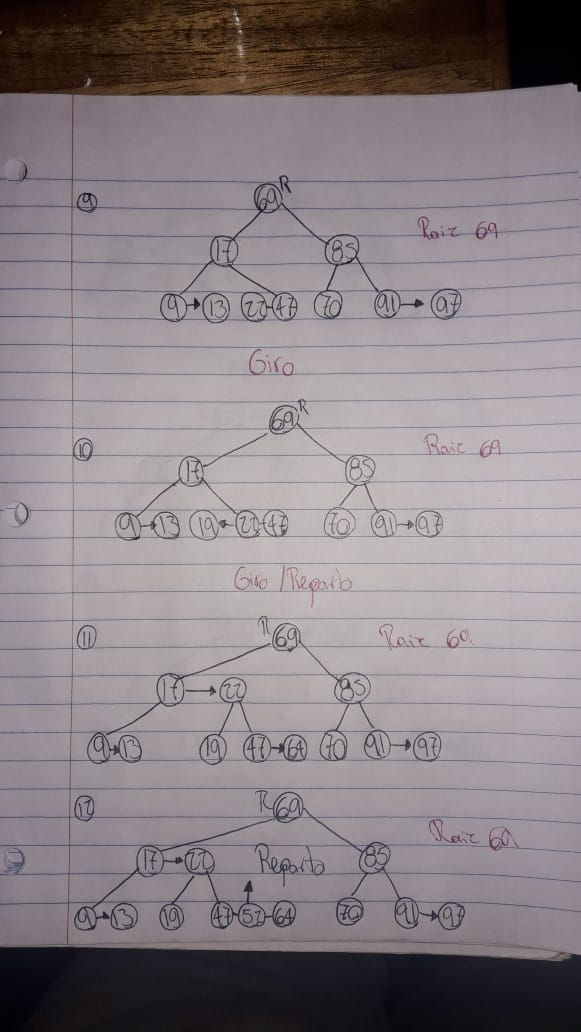 9
69 R
17 85 Raiz 69
9 13 22 47 70 91 97
Giro
10
69 R
17 85 Raiz 69
9 13 19 22 47 70 91 97
Giro / Reparto
11
R 69 Raiz 69
17 22 85
9 13 19 47 64 70 91 97
12
R 69 Raiz 69
17 22 Reparto 85
9 13 19 47 52 64 70 91 97